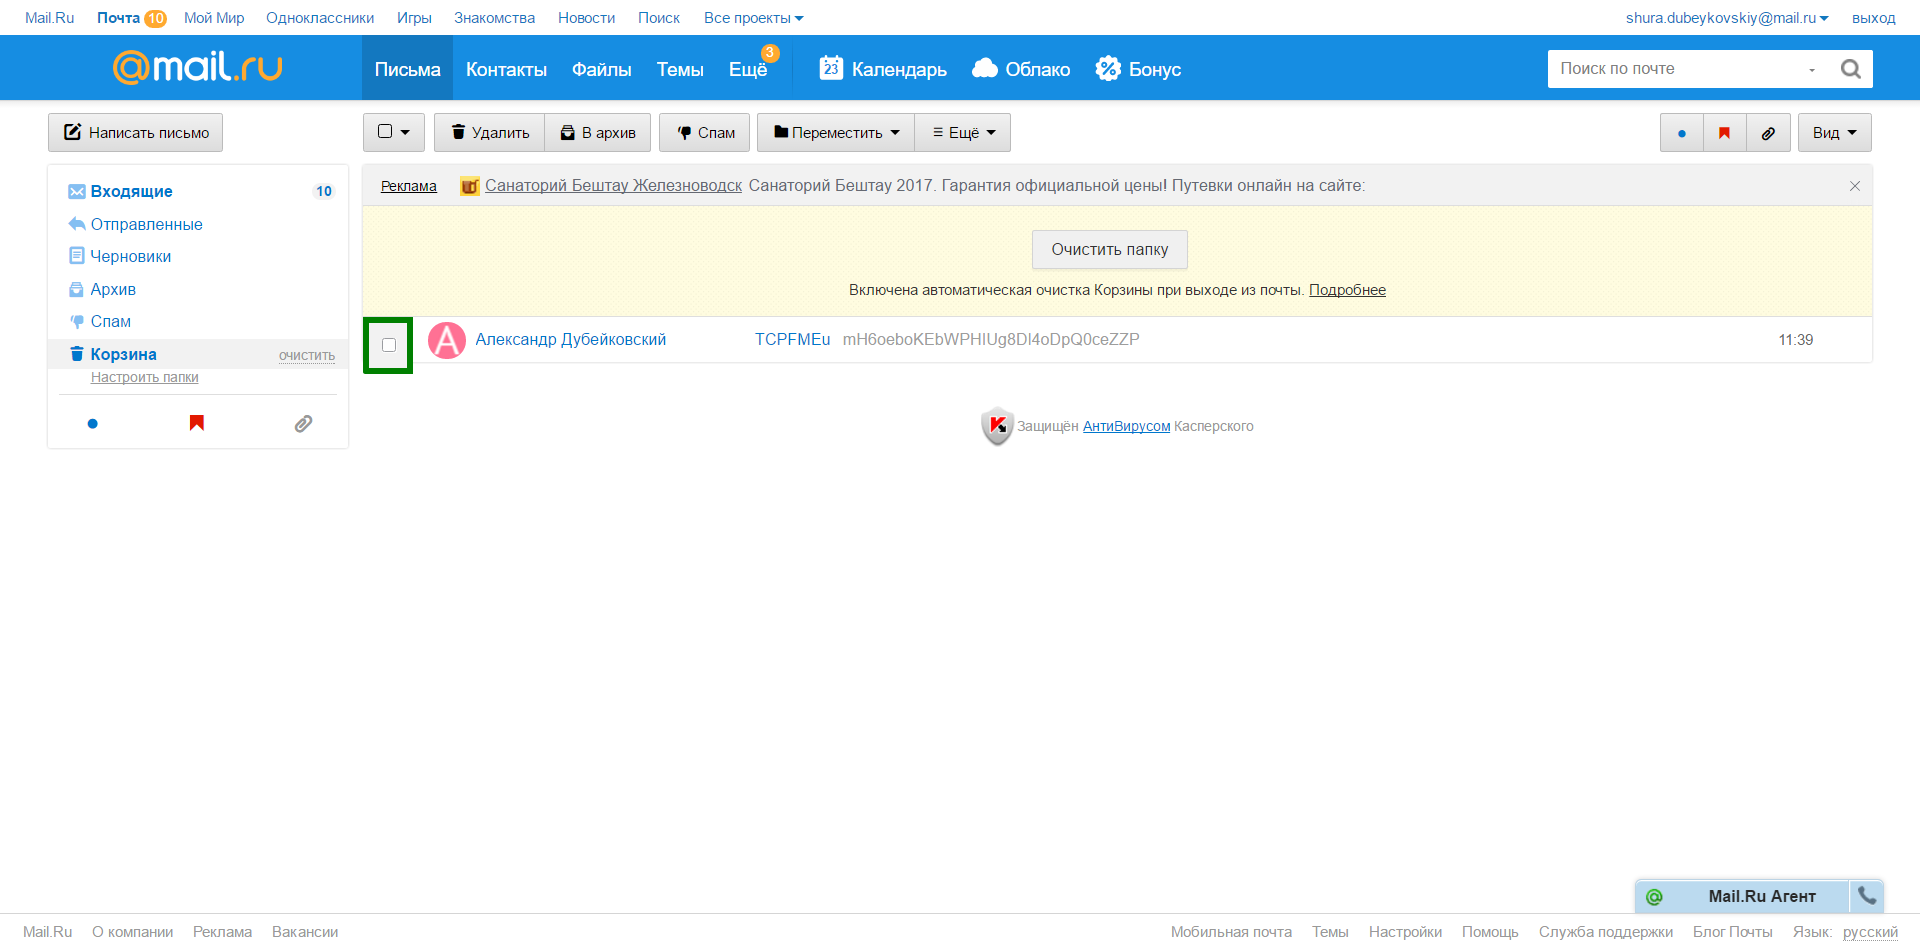 Mail.Ru Почта 10 Мой Мир Одноклассники Игры Знакомства Новости Поиск Все проекты shura.dubeykovskiy@mail.ru выход
@mail.ru Письма Контакты Файлы Темы Ещё 3 23 Календарь Облако Бонус Поиск по почте
Написать письмо Удалить В архив Спам Переместить Ещё Вид
Входящие 10
Отправленные
Черновики
Архив
Спам
Корзина очистить
Настроить папки
Реклама Санаторий Бештау Железноводск Санаторий Бештау 2017. Гарантия официальной цены! Путевки онлайн на сайте:
Очистить папку
Включена автоматическая очистка Корзины при выходе из почты. Подробнее
А Александр Дубейковский TCPFMEu mH6oeboKEbWPHIUg8DI4oDpQ0ceZZP 11:39
Защищён АнтиВирусом Касперского
@ Mail.Ru Агент
Mail.Ru О компании Реклама Вакансии Мобильная почта Темы Настройки Помощь Служба поддержки Блог Почты Язык: русский